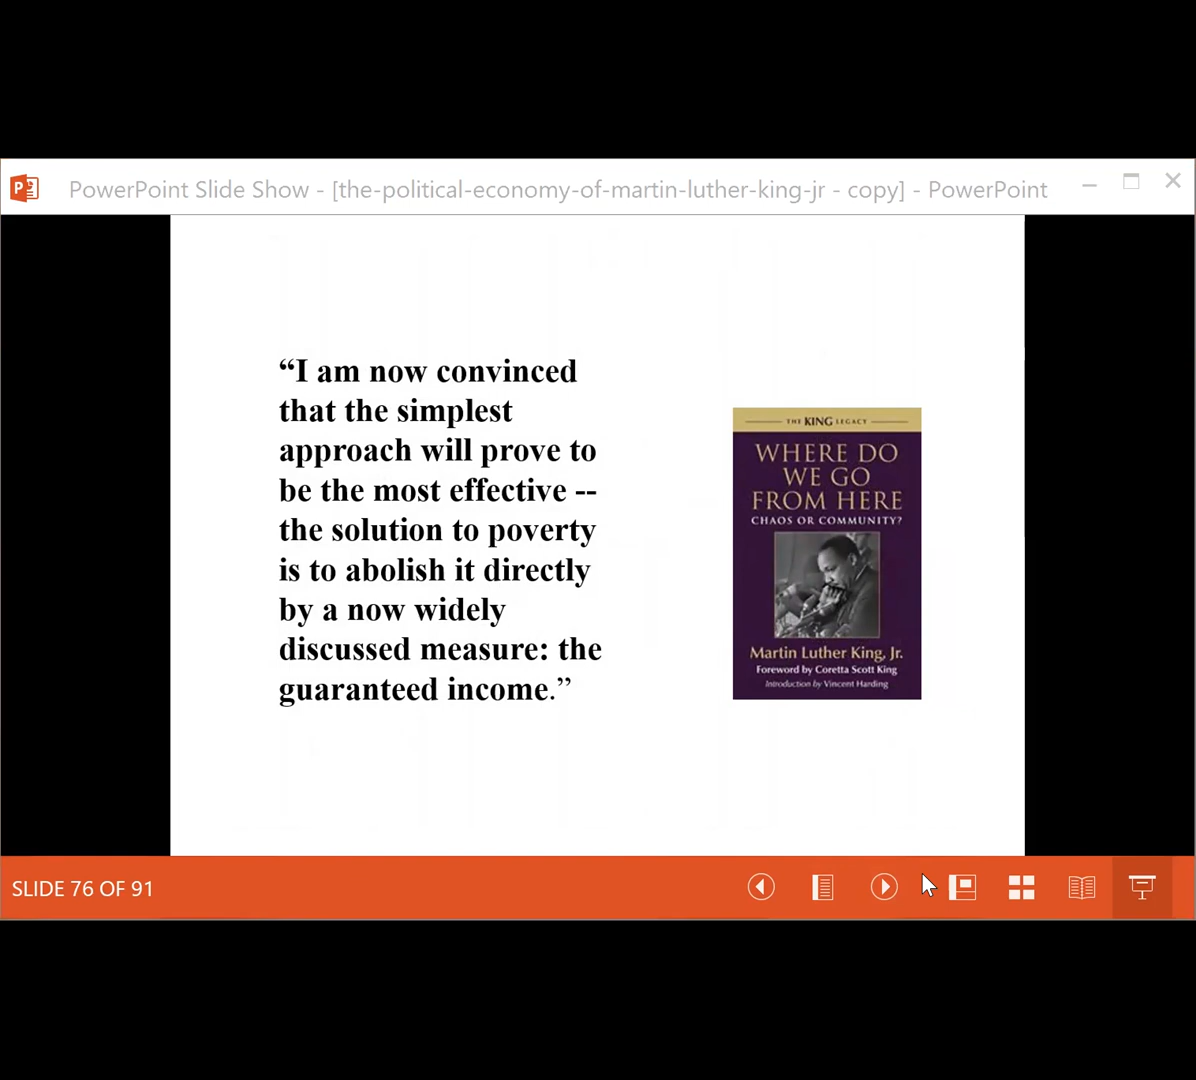 PowerPoint Slide Show - [the-political-economy-of-martin-luther-king-jr - copy] - PowerPoint
“I am now convinced
that the simplest
approach will prove to
be the most effective --
the solution to poverty
is to abolish it directly
by a now widely
discussed measure: the
guaranteed income.”
THE KING LEGACY
WHERE DO
WE GO
FROM HERE
CHAOS OR COMMUNITY?
Martin Luther King, Jr.
Foreword by Coretta Scott King
Introduction by Vincent Harding
SLIDE 76 OF 91